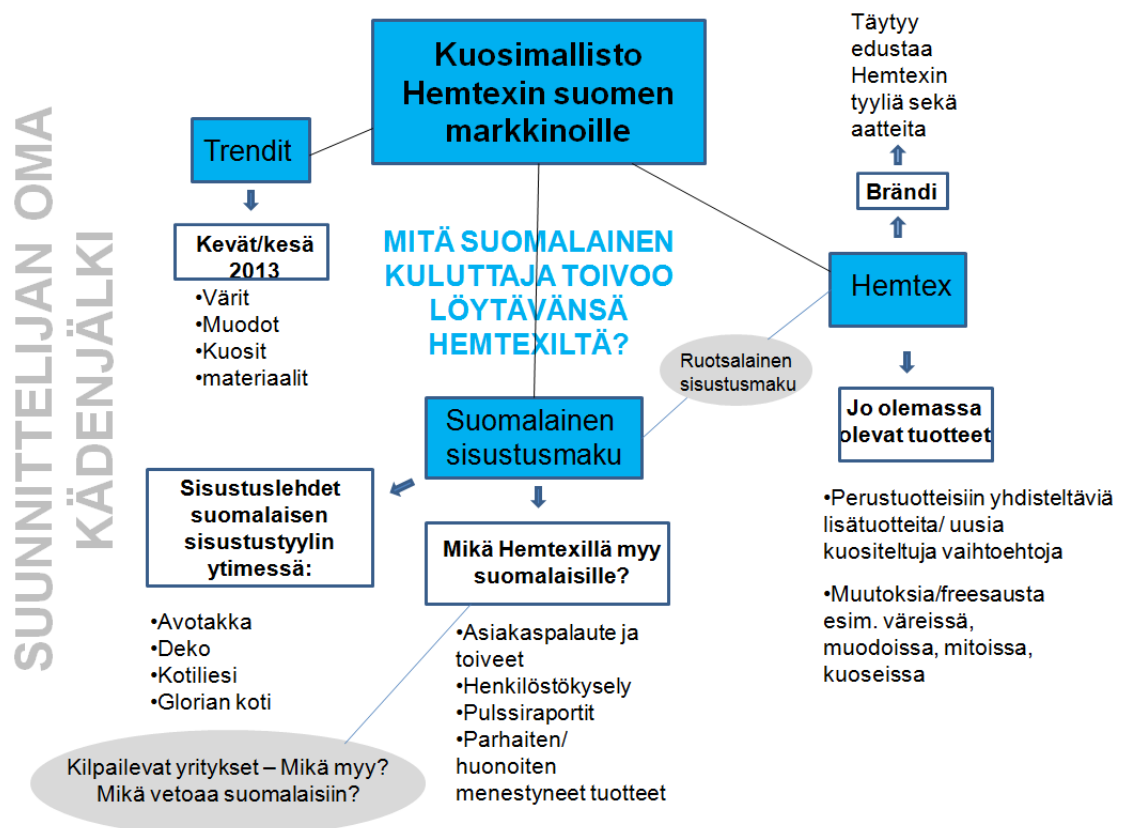 SUUNNITTELIJAN OMA
KÄDENJÄLKI
Kuosimallisto
Hemtexin suomen
markkinoille
Trendit
Kevät/kesä
2013
•Värit
•Muodot
•Kuosit
•materiaalit
MITÄ SUOMALAINEN
KULUTTAJA TOIVOO
LÖYTÄVÄNSÄ
HEMTEXILTÄ?
Täytyy
edustaa
Hemtexin
tyyliä sekä
aatteita
Brändi
Hemtex
Ruotsalainen
sisustusmaku
Jo olemassa
olevat tuotteet
•Perustuotteisiin yhdisteltäviä
lisätuotteita/ uusia
kuositeltuja vaihtoehtoja
•Muutoksia/freesausta
esim. väreissä,
muodoissa, mitoissa,
kuoseissa
Suomalainen
sisustusmaku
Sisustuslehdet
suomalaisen
sisustustyylin
ytimessä:
•Avotakka
•Deko
•Kotiliesi
•Glorian koti
Mikä Hemtexillä myy
suomalaisille?
•Asiakaspalaute ja
toiveet
•Henkilöstökysely
•Pulssiraportit
•Parhaiten/
huonoiten
menestyneet tuotteet
Kilpailevat yritykset – Mikä myy?
Mikä vetoaa suomalaisiin?